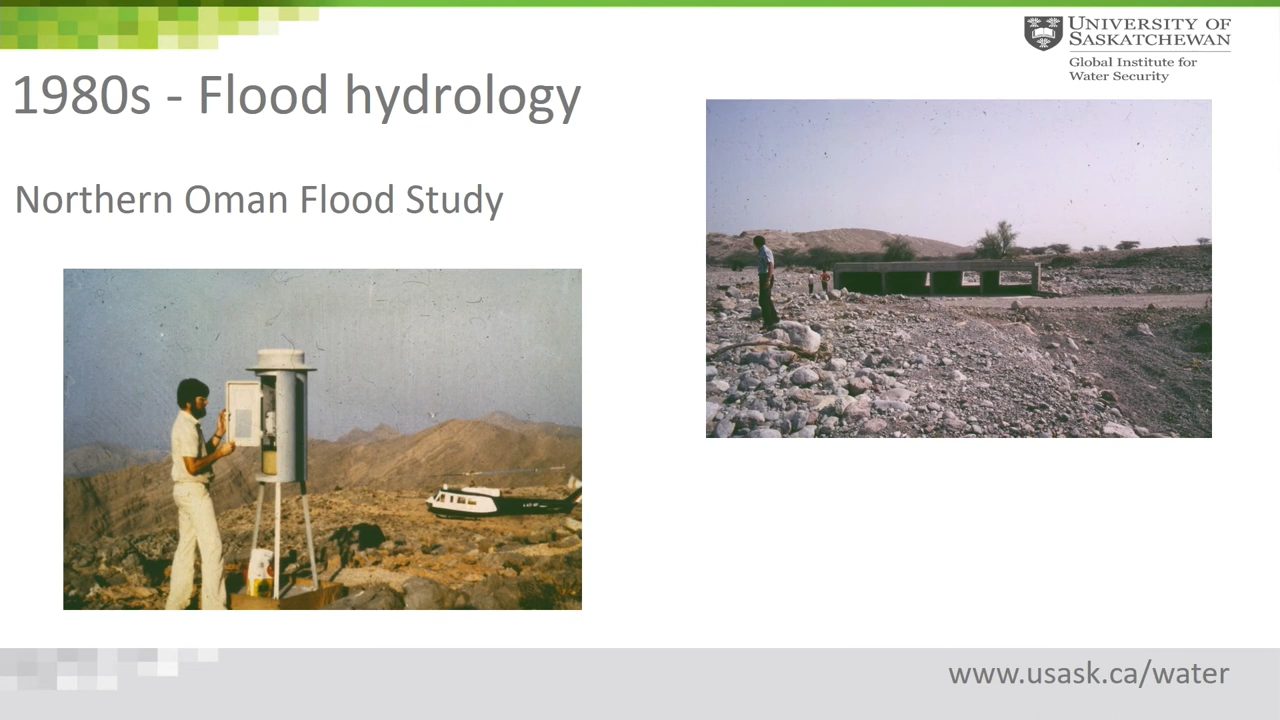 UNIVERSITY OF
SASKATCHEWAN
Global Institute for
Water Security
1980s - Flood hydrology
Northern Oman Flood Study
www.usask.ca/water